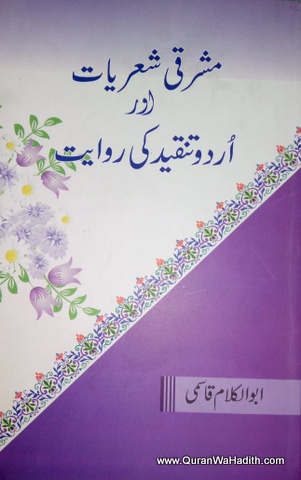 مشرقی شعریات
اور
اُردو تنقید کی روایت
ابوالکلام قاسمی
www.QuranWaHadith.com